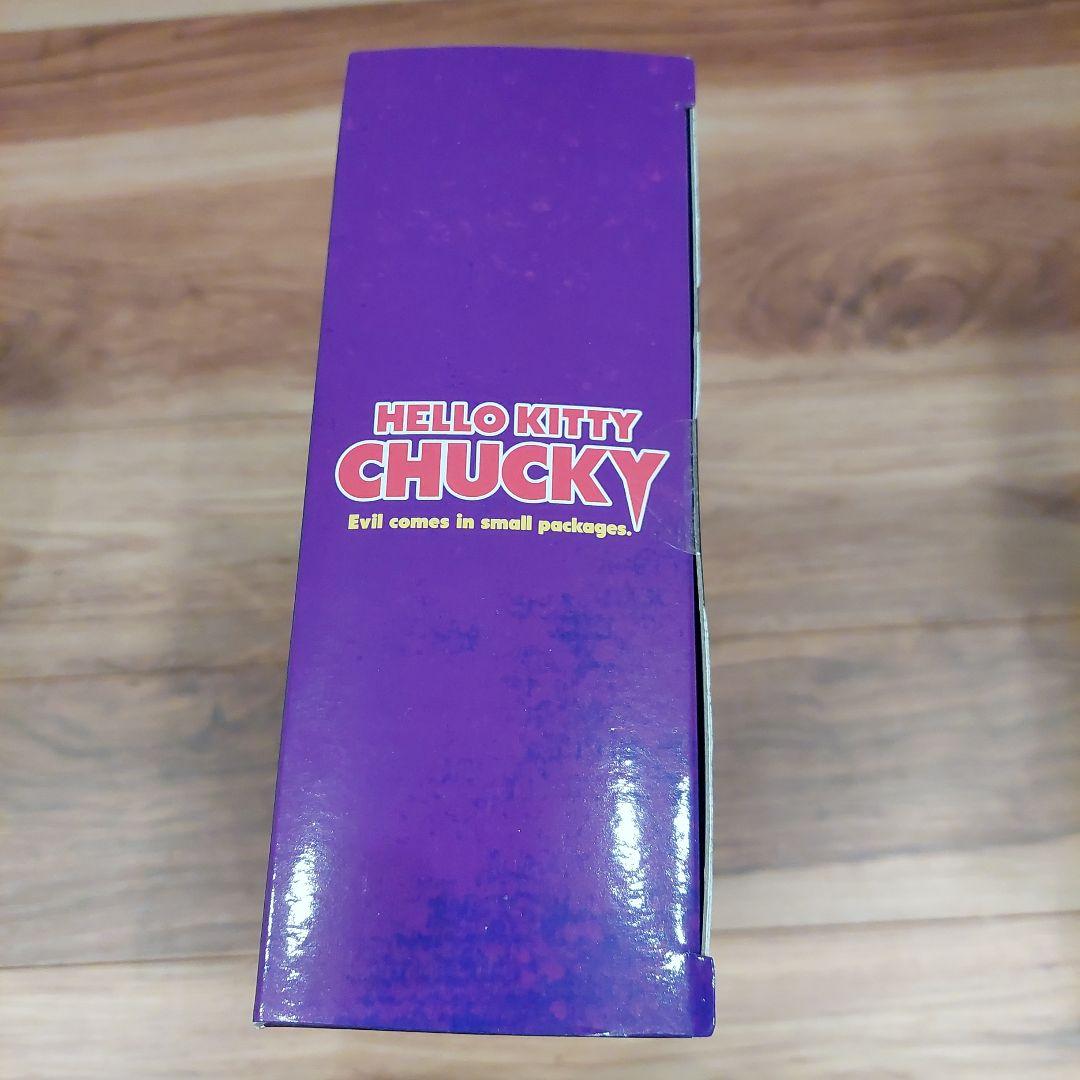 HELLO KITTY
CHUCKY
Evil comes in small packages.